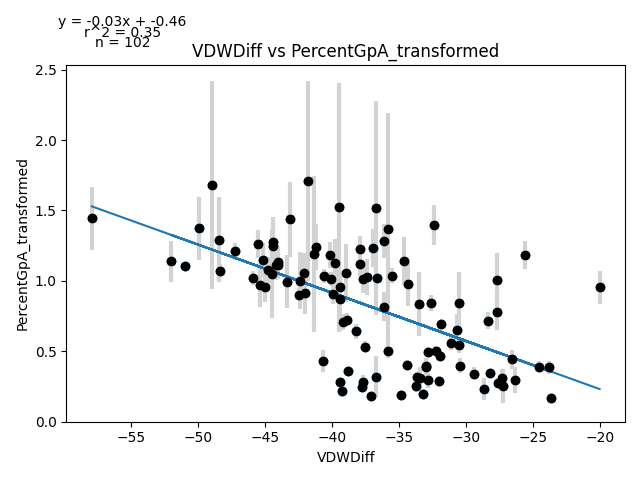 y = -0.03x + -0.46
r^2 = 0.35
n = 102
VDWDiff vs PercentGpA_transformed
2.5
2.0
1.5
1.0
0.5
0.0
PercentGpA_transformed
−55
−50
−45
−40
−35
−30
−25
−20
VDWDiff